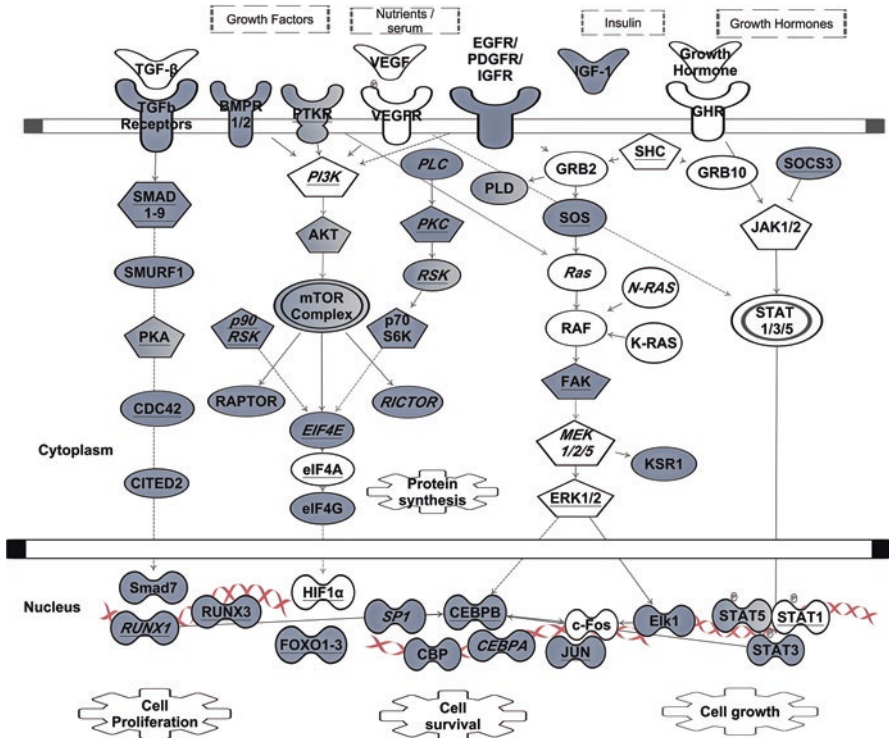 Growth Factors
Nutrients /
serum
Insulin
Growth Hormones
TGF-β
VEGF
EGFR/
PDGFR/
IGFR
IGF-1
Growth
Hormone
TGFb
Receptors
BMPR
1/2
PTKR
P
VEGFR
GHR
PI3K
PLC
PLD
GRB2
SHC
GRB10
SOCS3
SMAD
1-9
AKT
PKC
SOS
JAK1/2
SMURF1
mTOR
Complex
RSK
Ras
N-RAS
STAT
1/3/5
PKA
p90
RSK
p70
S6K
RAF
K-RAS
CDC42
RAPTOR
RICTOR
FAK
EIF4E
MEK
1/2/5
KSR1
Cytoplasm
CITED2
eIF4A
eIF4G
Protein
synthesis
ERK1/2
Nucleus
Smad7
RUNX1
RUNX3
HIF1α
FOXO1-3
SP1
CEBPB
CBP
CEBPA
c-Fos
JUN
Elk1
P
STAT5
P
STAT1
P
STAT3
Cell
Proliferation
Cell
survival
Cell growth